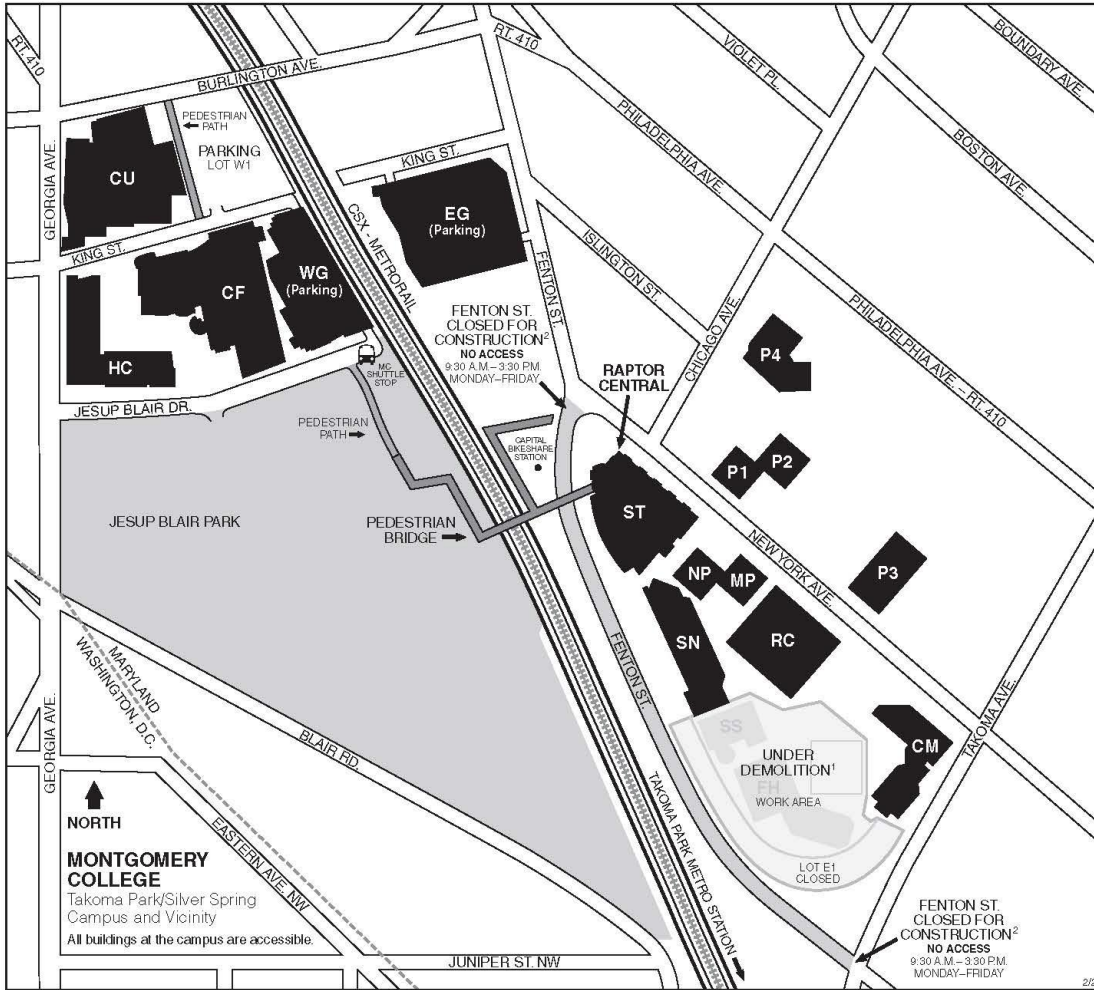 RT. 410
BURLINGTON AVE.
RT. 410
VIOLET PL.
BOUNDARY AVE.
PEDESTRIAN
PATH
PARKING
LOT W1
GEORGIA AVE.
CU
KING ST.
EG
(Parking)
PHILADELPHIA AVE.
BOSTON AVE.
KING ST.
CF
WG
(Parking)
CSX - METRORAIL
FENTON ST.
ISLINGTON ST.
CHICAGO AVE.
PHILADELPHIA AVE. – RT. 410
HC
MC
SHUTTLE
STOP
FENTON ST.
CLOSED FOR
CONSTRUCTION²
NO ACCESS
9:30 A.M.– 3:30 P.M.
MONDAY–FRIDAY
RAPTOR
CENTRAL
P4
JESUP BLAIR DR.
PEDESTRIAN
PATH
CAPITAL
BIKESHARE
STATION
P1
P2
JESUP BLAIR PARK
PEDESTRIAN
BRIDGE
ST
NEW YORK AVE.
NP
MP
P3
SN
RC
FENTON ST.
MARYLAND
WASHINGTON, D.C.
GEORGIA AVE.
BLAIR RD.
SS
UNDER
DEMOLITION¹
FH
WORK AREA
CM
TAKOMA AVE.
NORTH
TAKOMA PARK METRO STATION
LOT E1
CLOSED
MONTGOMERY
COLLEGE
Takoma Park/Silver Spring
Campus and Vicinity
All buildings at the campus are accessible.
EASTERN AVE. NW
JUNIPER ST. NW
FENTON ST.
CLOSED FOR
CONSTRUCTION²
NO ACCESS
9:30 A.M.– 3:30 P.M.
MONDAY–FRIDAY